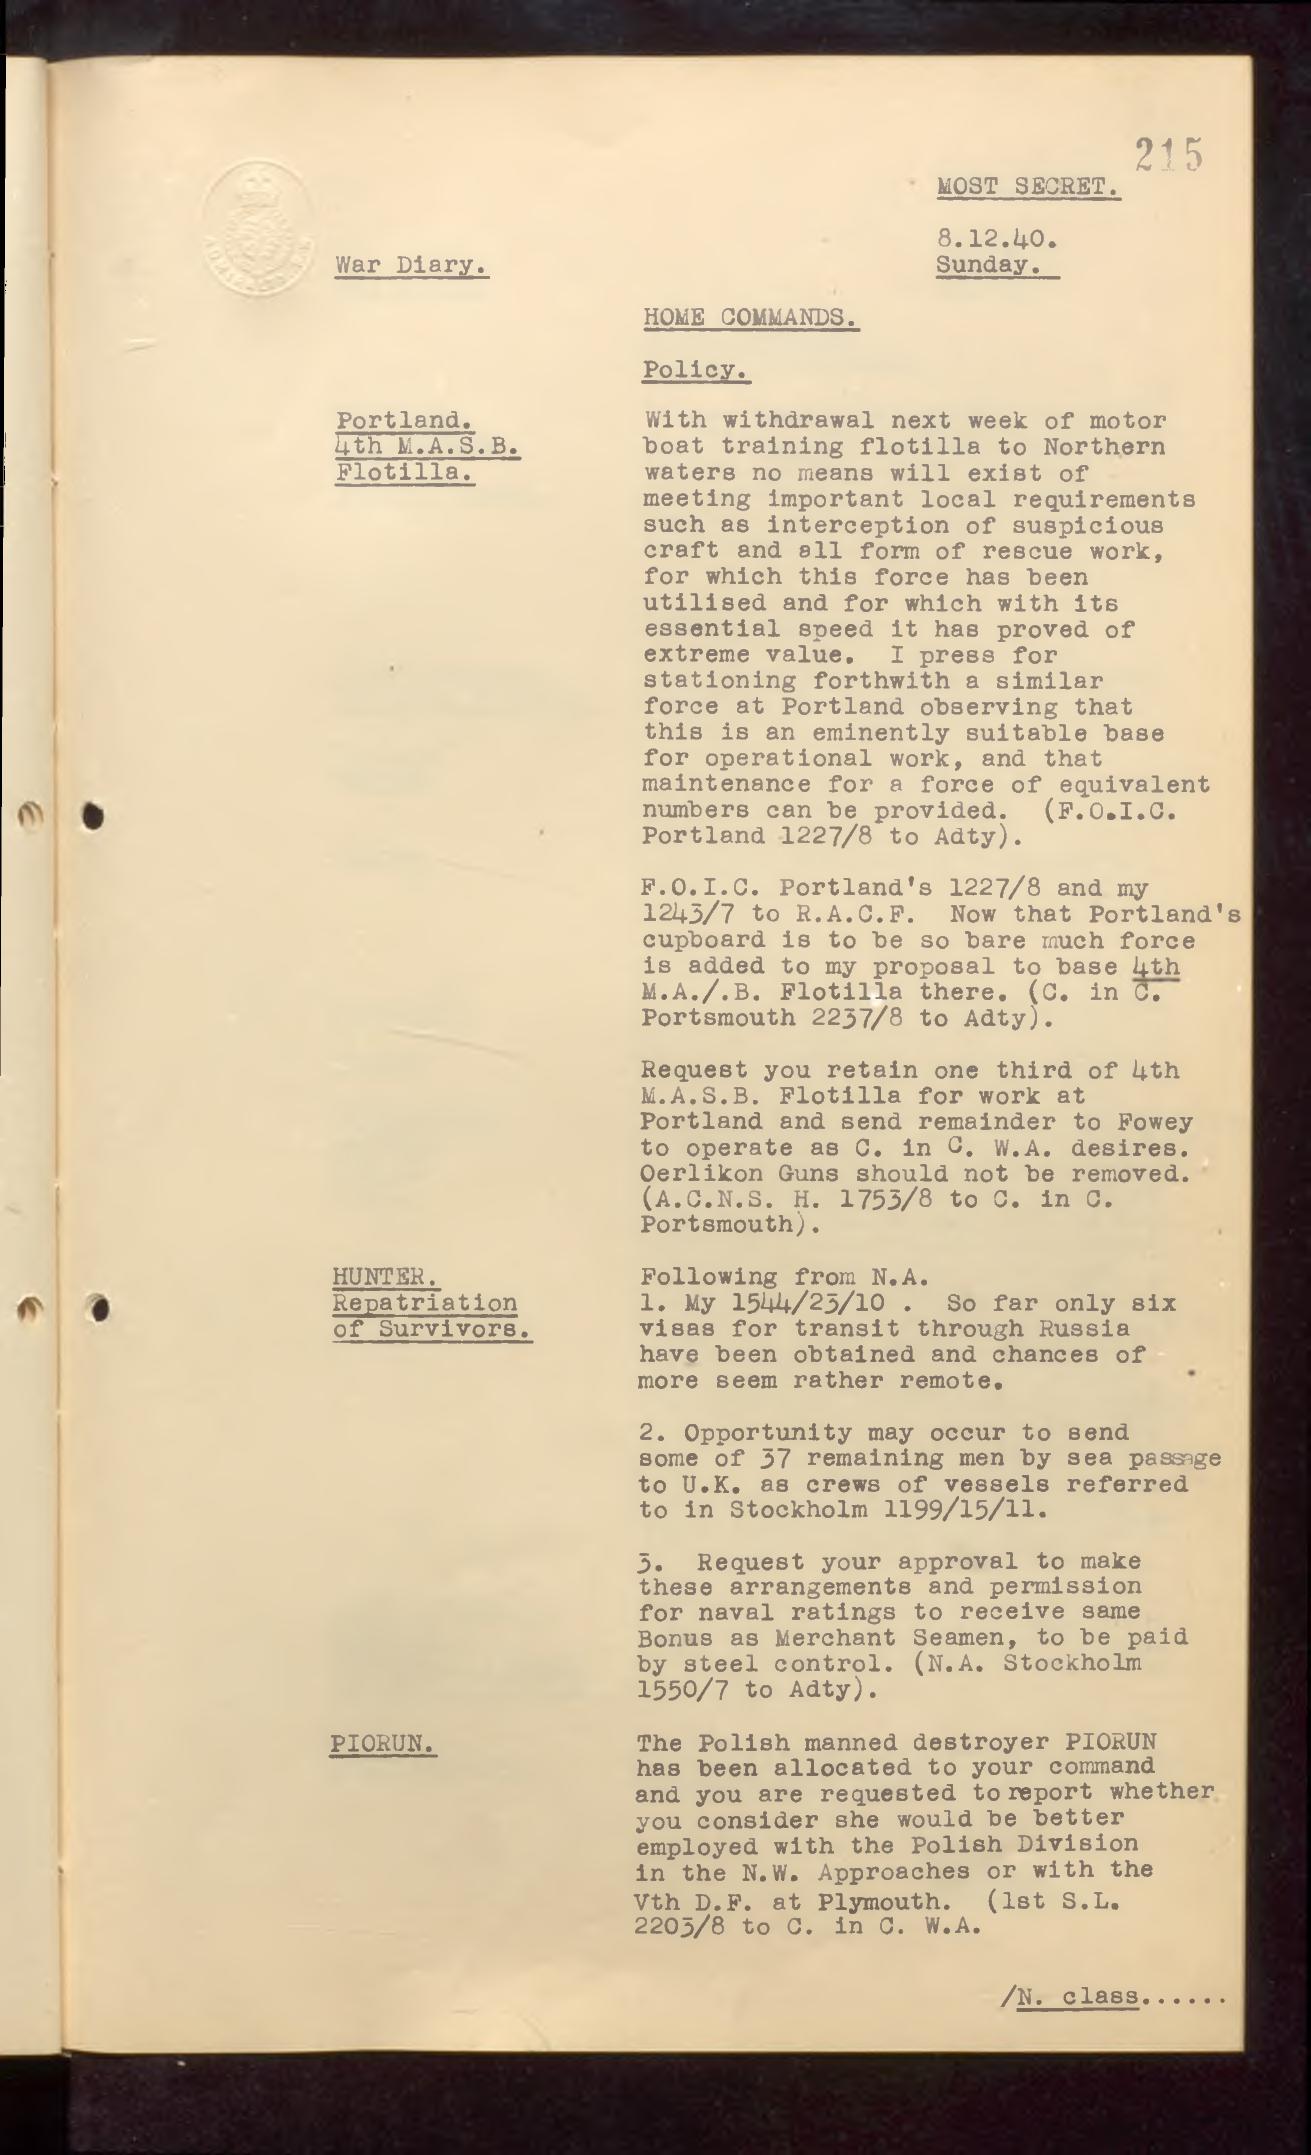 215
MOST SECRET.
8.12.40.
War Diary.
Sunday.
HOME COMMANDS.
Policy.
Portland.
4th M.A.S.B.
Flotilla.
With withdrawal next week of motor
boat training flotilla to Northern
waters no means will exist of
meeting important local requirements
such as interception of suspicious
craft and all form of rescue work,
for which this force has been
utilised and for which with its
essential speed it has proved of
extreme value. I press for
stationing forthwith a similar
force at Portland observing that
this is an eminently suitable base
for operational work, and that
maintenance for a force of equivalent
numbers can be provided. (F.O.I.C.
Portland 1227/8 to Adty).
F.O.I.C. Portland's 1227/8 and my
1243/7 to R.A.C.F. Now that Portland's
cupboard is to be so bare much force
is added to my proposal to base 4th
M.A./.B. Flotilla there. (C. in C.
Portsmouth 2237/8 to Adty).
Request you retain one third of 4th
M.A.S.B. Flotilla for work at
Portland and send remainder to Fowey
to operate as C. in C. W.A. desires.
Oerlikon Guns should not be removed.
(A.C.N.S. H. 1753/8 to C. in C.
Portsmouth).
HUNTER.
Repatriation
of Survivors.
Following from N.A.
1. My 1544/23/10 . So far only six
visas for transit through Russia
have been obtained and chances of
more seem rather remote.
2. Opportunity may occur to send
some of 37 remaining men by sea passage
to U.K. as crews of vessels referred
to in Stockholm 1199/15/11.
3. Request your approval to make
these arrangements and permission
for naval ratings to receive same
Bonus as Merchant Seamen, to be paid
by steel control. (N.A. Stockholm
1550/7 to Adty).
PIORUN.
The Polish manned destroyer PIORUN
has been allocated to your command
and you are requested to report whether
you consider she would be better
employed with the Polish Division
in the N.W. Approaches or with the
Vth D.F. at Plymouth. (1st S.L.
2203/8 to C. in C. W.A.
/N. class......